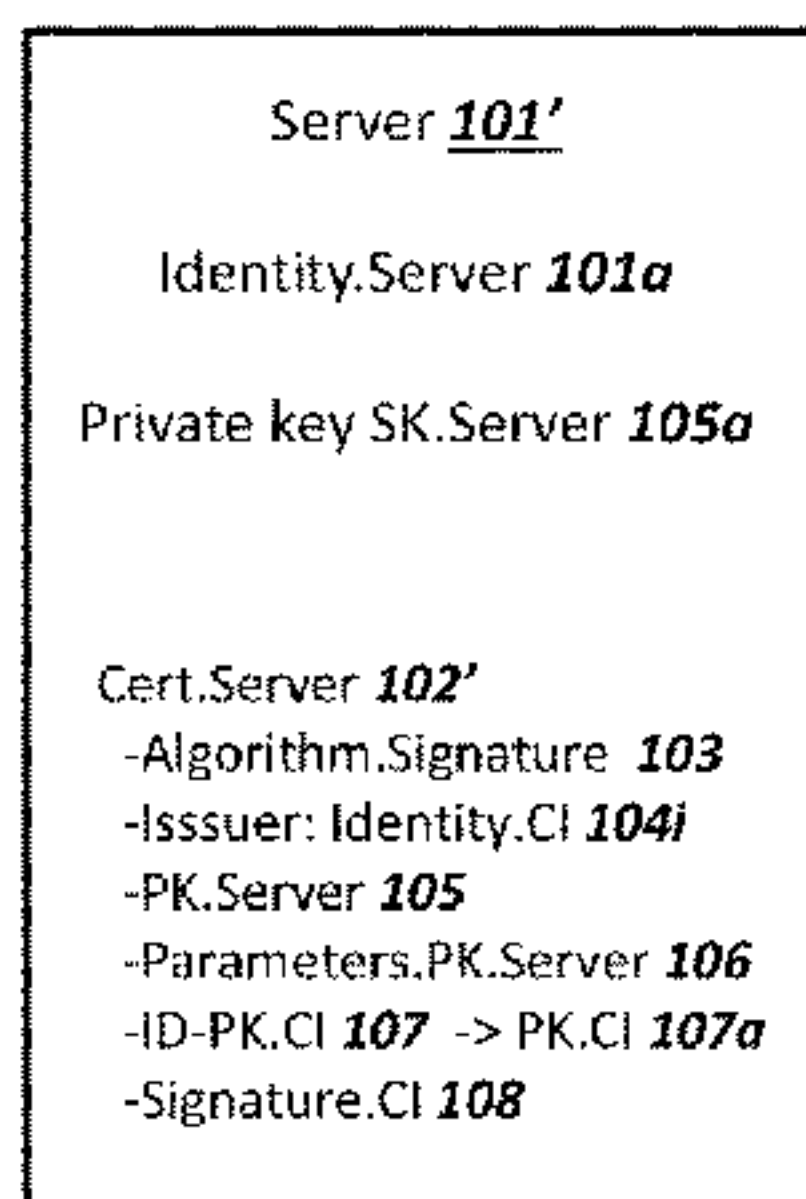 Server 101'
Identity.Server 101a
Private key SK.Server 105a
Cert.Server 102'
-Algorithm.Signature 103
-Isssuer: Identity.CI 104i
-PK.Server 105
-Parameters.PK.Server 106
-ID-PK.CI 107 -> PK.CI 107a
-Signature.CI 108